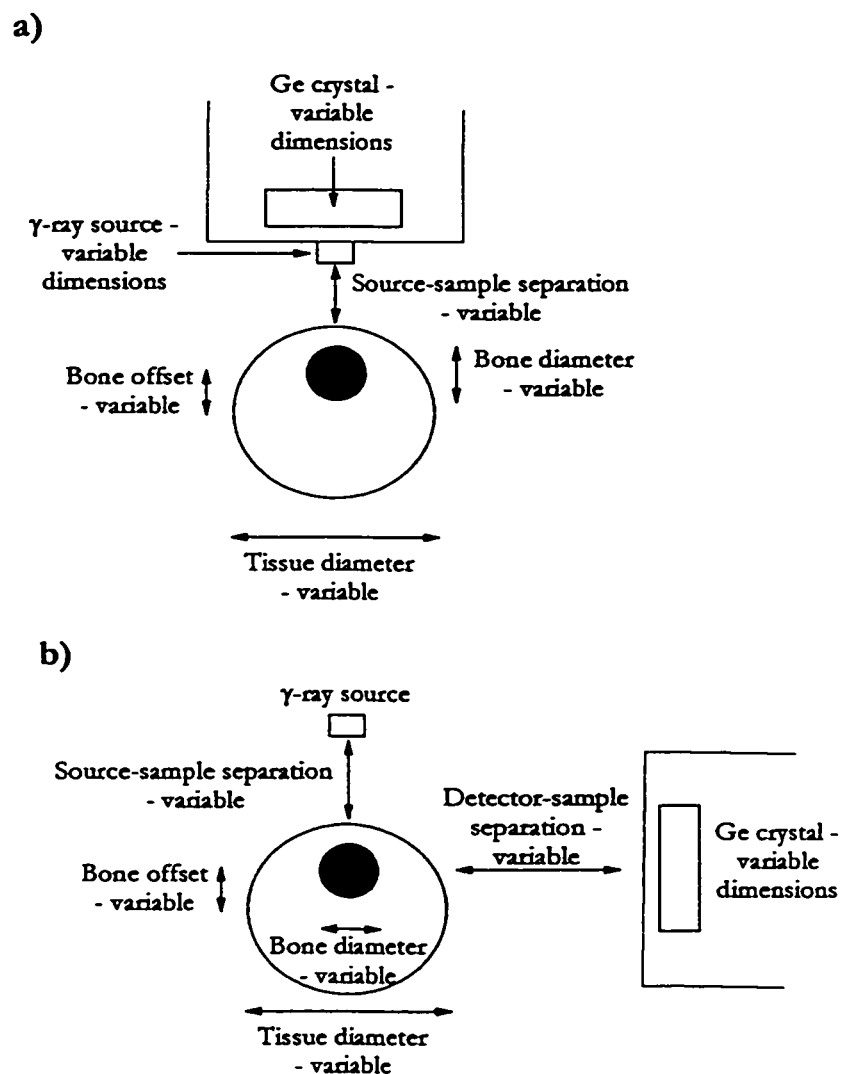 a)
Ge crystal -
variable
dimensions
γ-ray source -
variable
dimensions
Source-sample separation
- variable
Bone offset
- variable
Bone diameter
- variable
Tissue diameter
- variable
b)
γ-ray source
Source-sample separation
- variable
Detector-sample
separation -
variable
Ge crystal -
variable
dimensions
Bone offset
- variable
Bone diameter
- variable
Tissue diameter
- variable